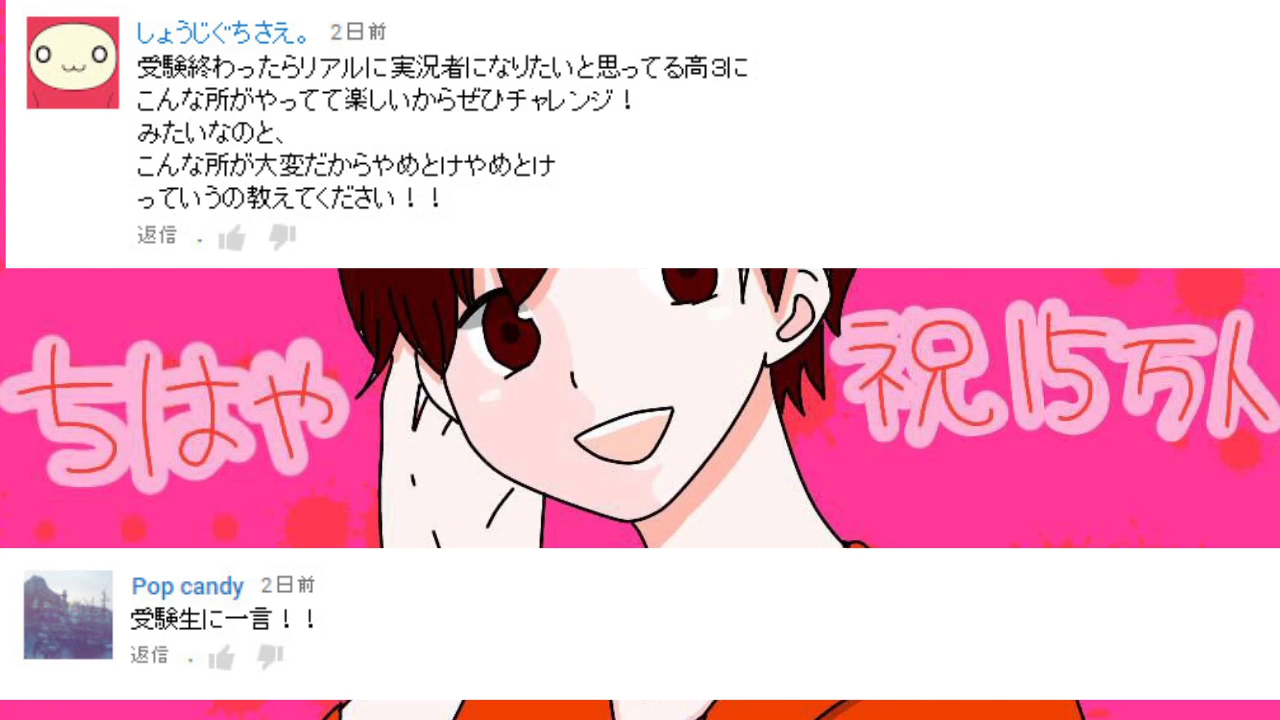 しょうじぐちさえ。 2日前
受験終わったらリアルに実況者になりたいと思ってる高3に
こんな所がやってて楽しいからぜひチャレンジ！
みたいなのと、
こんな所が大変だからやめとけやめとけ
っていうの教えてください！！
返信 .
ちはや
祝15万人
Pop candy 2日前
受験生に一言！！
返信 .